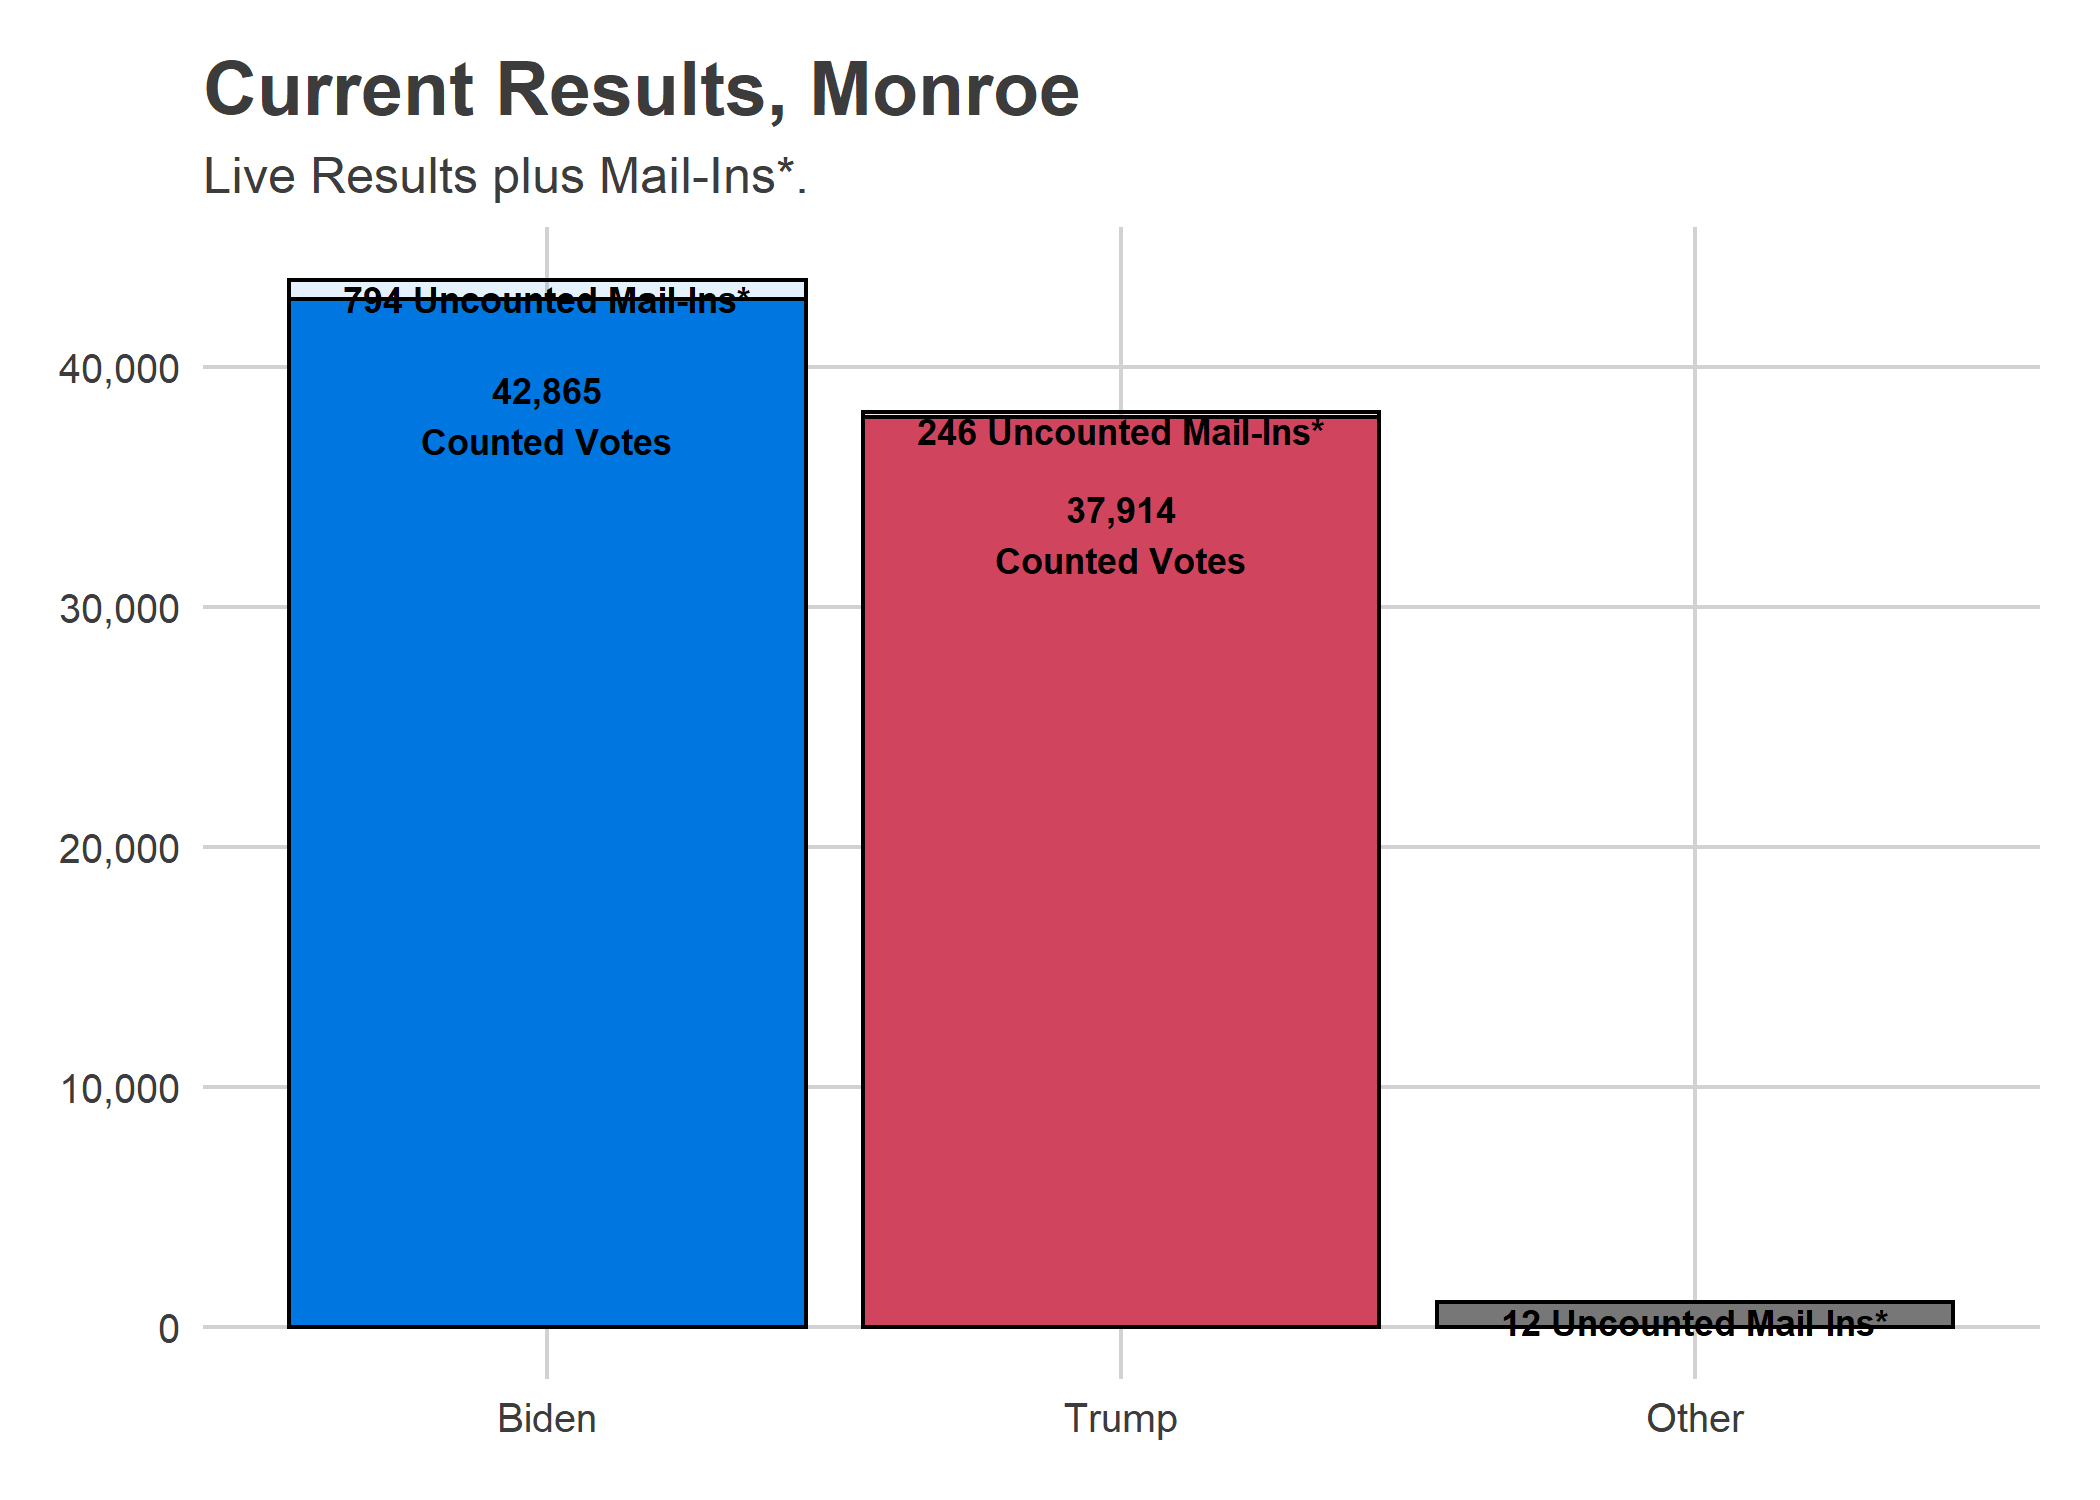 Current Results, Monroe
Live Results plus Mail-Ins*.
794 Uncounted Mail-Ins*
42,865
Counted Votes
246 Uncounted Mail-Ins*
37,914
Counted Votes
12 Uncounted Mail-Ins*
40,000
30,000
20,000
10,000
0
Biden
Trump
Other